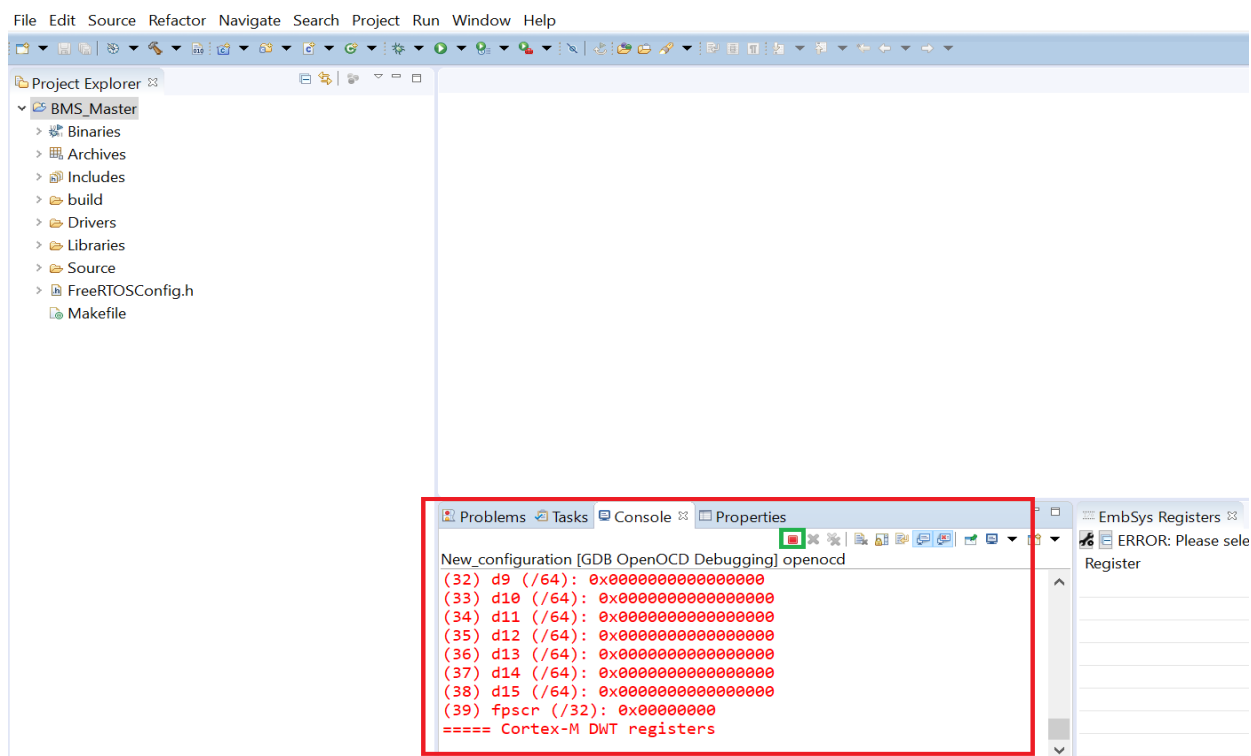 File Edit Source Refactor Navigate Search Project Run Window Help
Project Explorer
BMS_Master
Binaries
Archives
Includes
build
Drivers
Libraries
Source
FreeRTOSConfig.h
Makefile
Problems Tasks Console Properties
New_configuration [GDB OpenOCD Debugging] openocd
(32) d9 (/64): 0x0000000000000000
(33) d10 (/64): 0x0000000000000000
(34) d11 (/64): 0x0000000000000000
(35) d12 (/64): 0x0000000000000000
(36) d13 (/64): 0x0000000000000000
(37) d14 (/64): 0x0000000000000000
(38) d15 (/64): 0x0000000000000000
(39) fpscr (/32): 0x00000000
===== Cortex-M DWT registers
EmbSys Registers
ERROR: Please sele
Register